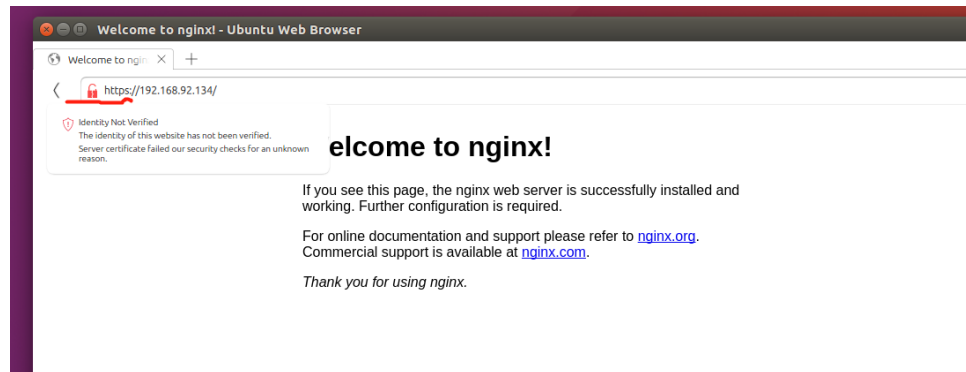 Welcome to nginx! - Ubuntu Web Browser
Welcome to ngin
https://192.168.92.134/
Identity Not Verified
The identity of this website has not been verified.
Server certificate failed our security checks for an unknown
reason.
elcome to nginx!
If you see this page, the nginx web server is successfully installed and
working. Further configuration is required.
For online documentation and support please refer to nginx.org.
Commercial support is available at nginx.com.
Thank you for using nginx.